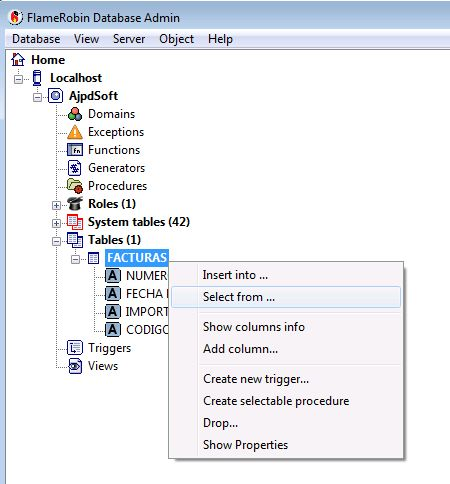 FlameRobin Database Admin
Database View Server Object Help
Home
Localhost
AjpdSoft
Domains
Exceptions
fn Functions
Generators
Procedures
Roles (1)
System tables (42)
Tables (1)
FACTURAS
A NUMER
A FECHA
A IMPORT
A CODIGO
Triggers
Views
Insert into ...
Select from ...
Show columns info
Add column...
Create new trigger...
Create selectable procedure
Drop...
Show Properties